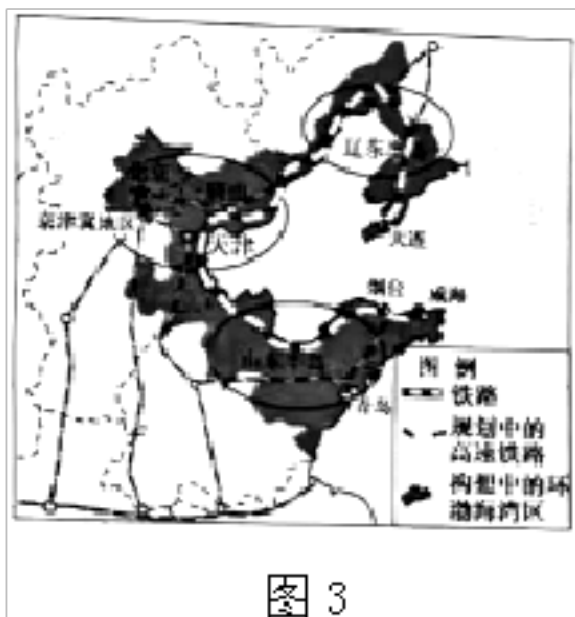 辽东
北京
京津冀地区
天津
大连
烟台
威海
山东半岛
青岛
图 例
铁路
规划中的
高速铁路
构想中的环
渤海湾区
图 3